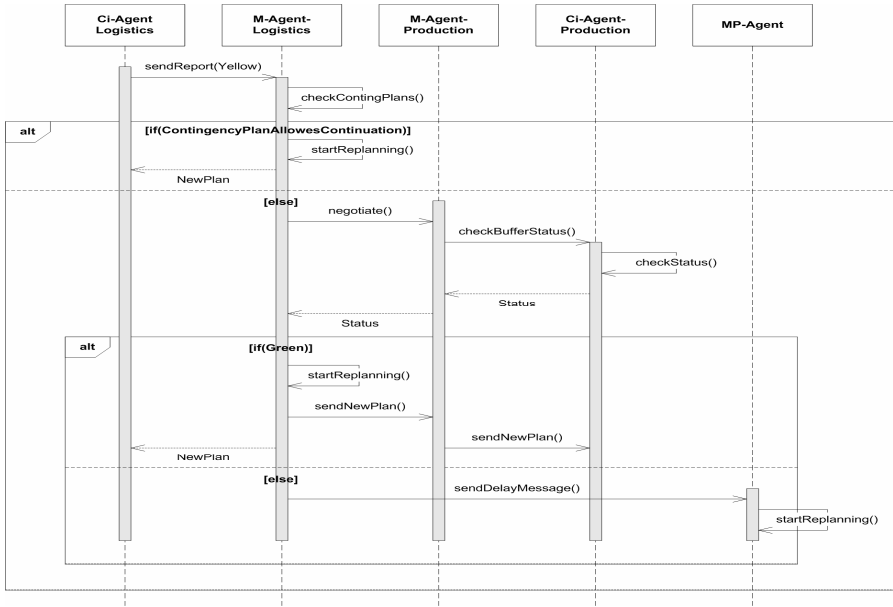 Ci-Agent
Logistics
M-Agent-
Logistics
M-Agent-
Production
Ci-Agent-
Production
MP-Agent
sendReport(Yellow)
checkContingPlans()
alt
[if(ContingencyPlanAllowesContinuation)]
startReplanning()
NewPlan
[else]
negotiate()
checkBufferStatus()
checkStatus()
Status
Status
alt
[if(Green)]
startReplanning()
sendNewPlan()
sendNewPlan()
NewPlan
[else]
sendDelayMessage()
startReplanning()